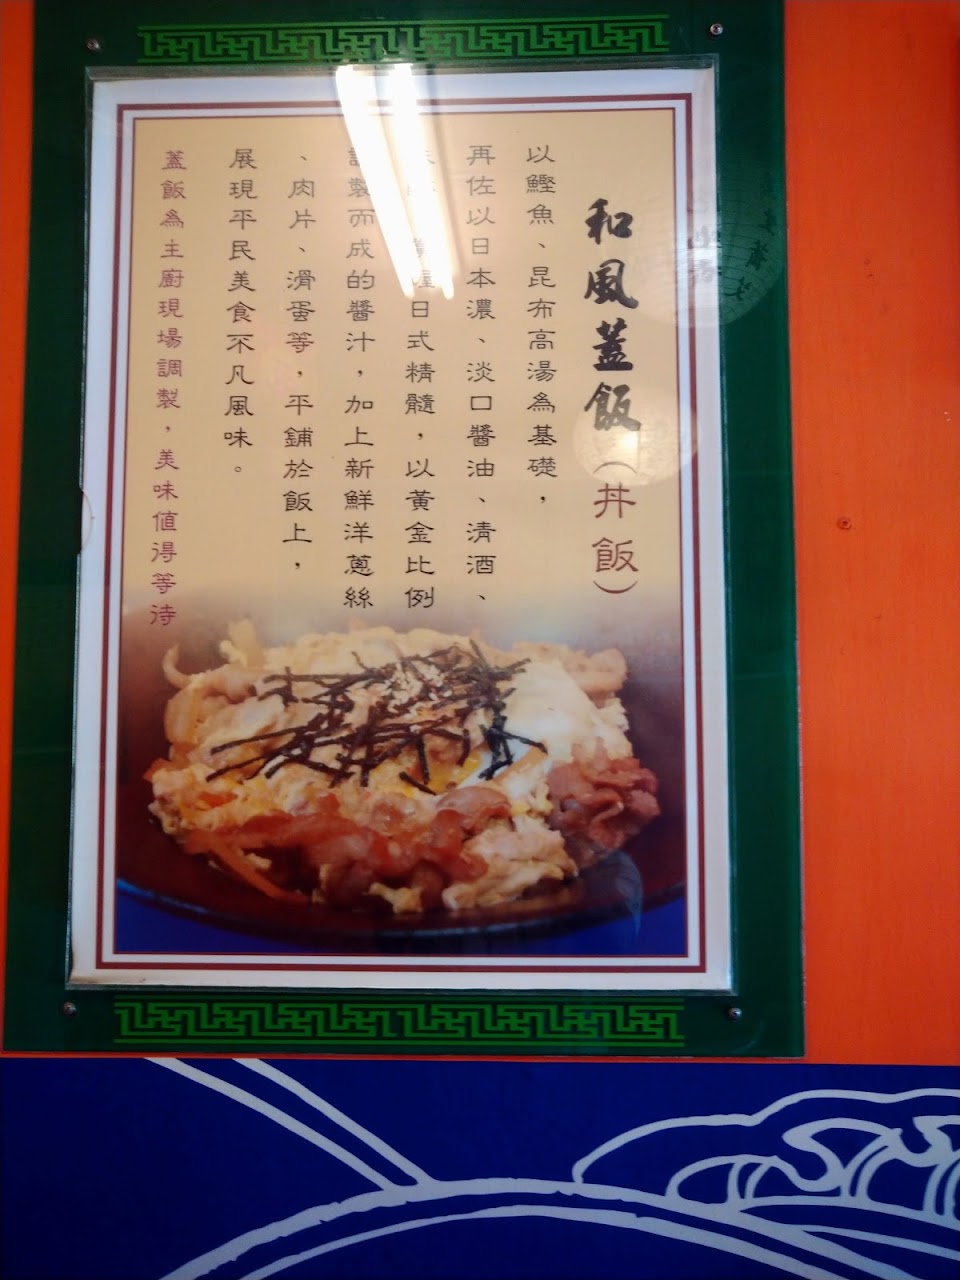 和風蓋飯(丼飯)
以鰹魚、昆布高湯為基礎，
再佐以日本濃、淡口醬油、清酒、
握日式精髓，以黃金比例
製而成的醬汁，加上新鮮洋蔥絲
、肉片、滑蛋等，平鋪於飯上，
展現平民美食不凡風味。
蓋飯為主廚現場調製，美味值得等待